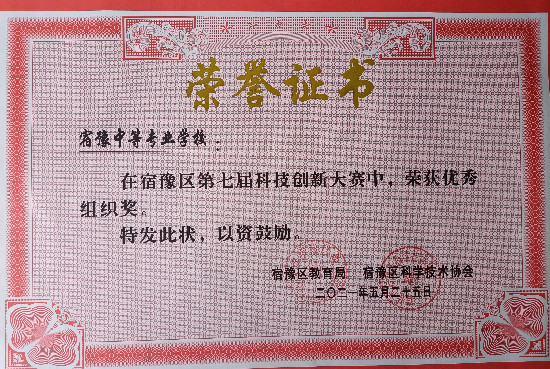 荣誉证书
宿豫中等专业学校：
在宿豫区第七届科技创新大赛中，荣获优秀
组织奖。
特发此状，以资鼓励。
宿豫区教育局 宿豫区科学技术协会
二〇二一年五月二十五日